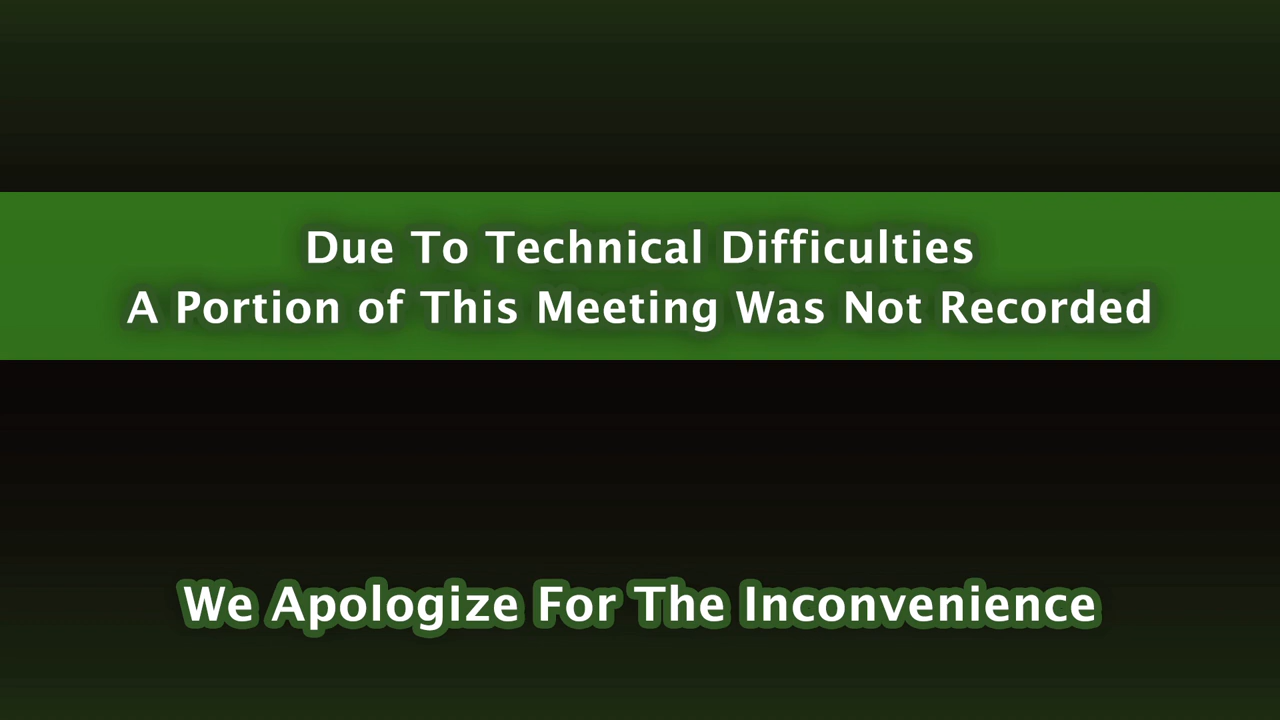 Due To Technical Difficulties
A Portion of This Meeting Was Not Recorded
We Apologize For The Inconvenience